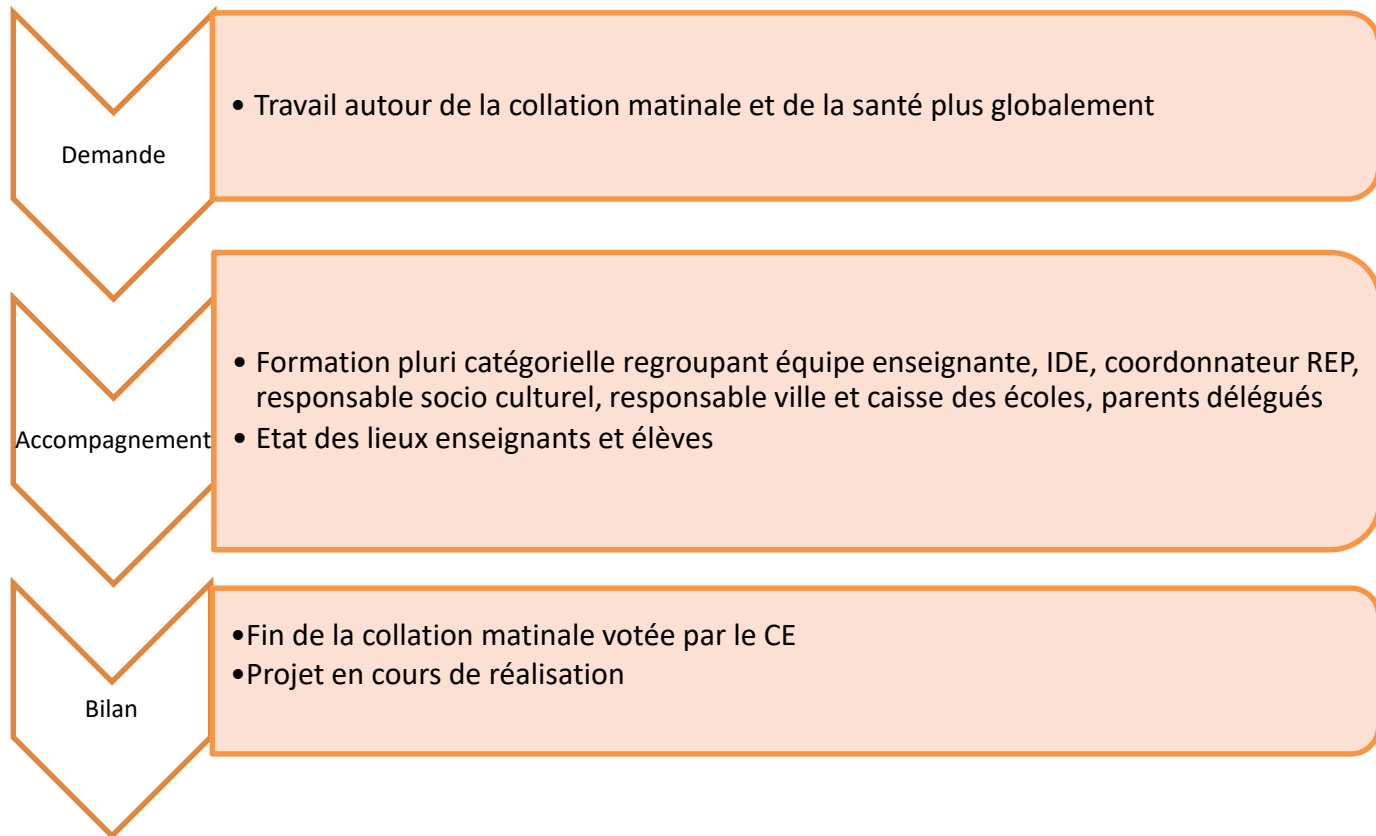 Demande
• Travail autour de la collation matinale et de la santé plus globalement
Accompagnement
• Formation pluri catégorielle regroupant équipe enseignante, IDE, coordonnateur REP,
responsable socio culturel, responsable ville et caisse des écoles, parents délégués
• Etat des lieux enseignants et élèves
Bilan
•Fin de la collation matinale votée par le CE
•Projet en cours de réalisation